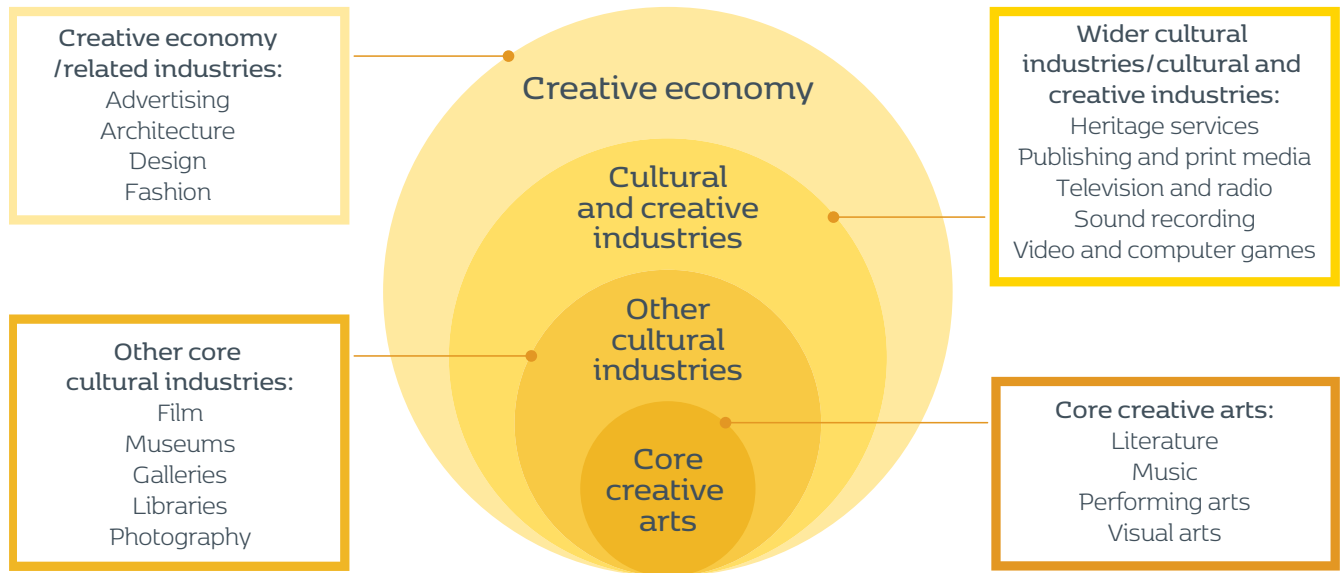 Creative economy
/related industries:
Advertising
Architecture
Design
Fashion
Creative economy
Cultural
and creative
industries
Other
cultural
industries
Core
creative
arts
Wider cultural
industries/cultural and
creative industries:
Heritage services
Publishing and print media
Television and radio
Sound recording
Video and computer games
Other core
cultural industries:
Film
Museums
Galleries
Libraries
Photography
Core creative arts:
Literature
Music
Performing arts
Visual arts